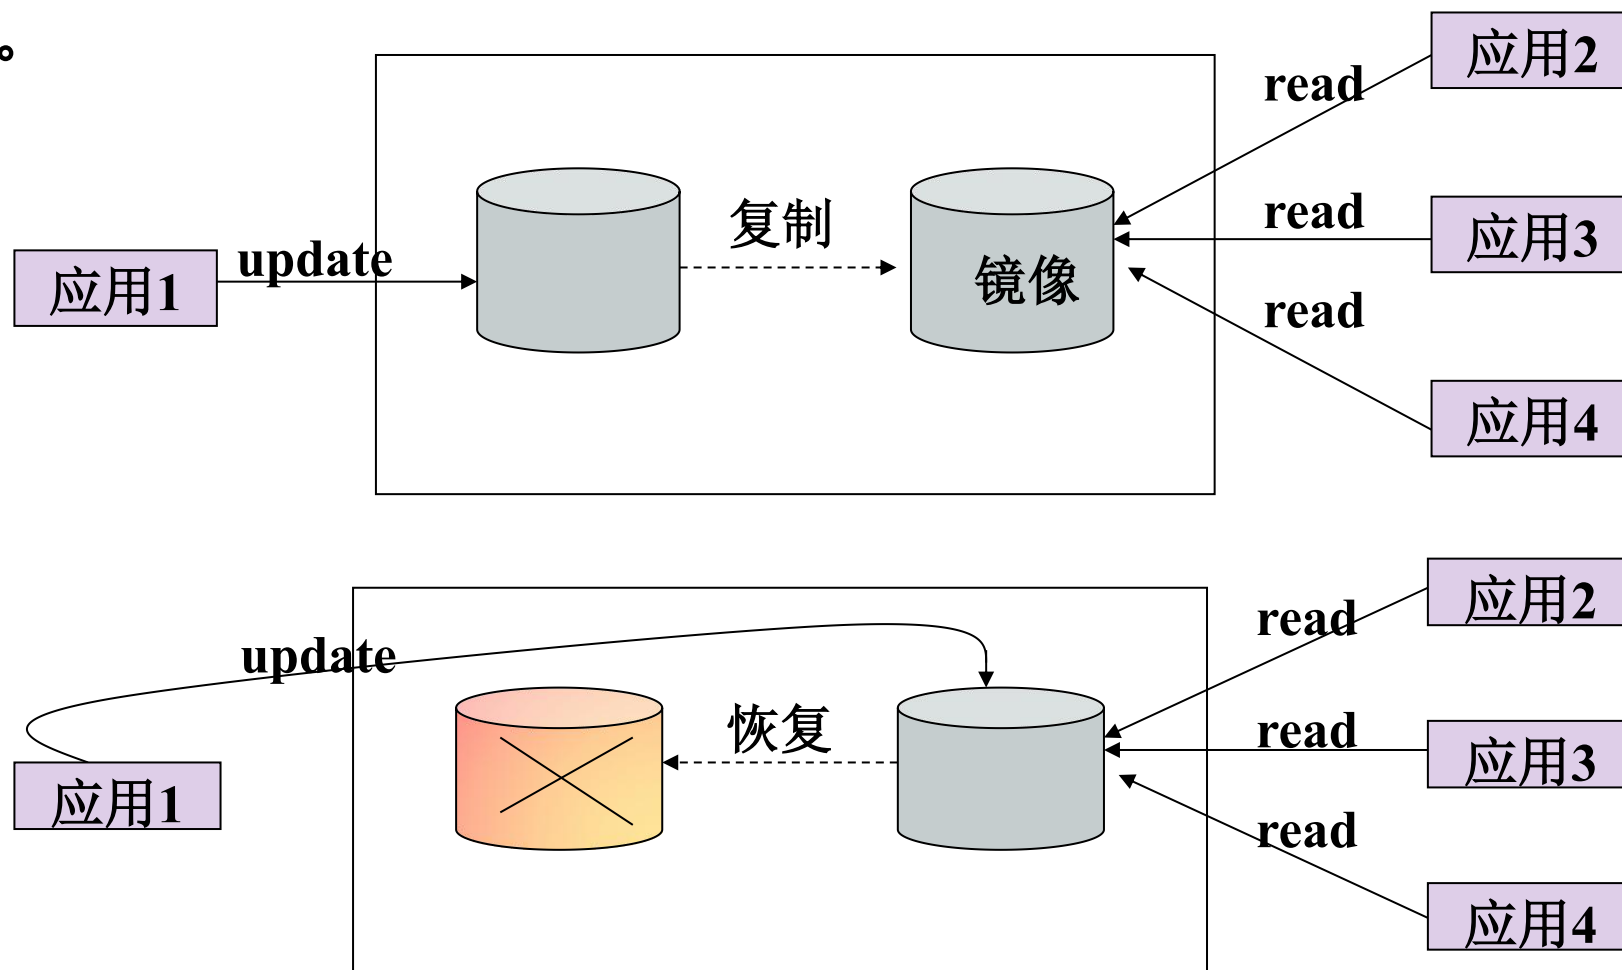 。
应用2
read
复制
read
应用3
update
应用1
镜像
read
应用4
应用2
read
update
恢复
read
应用3
应用1
read
应用4